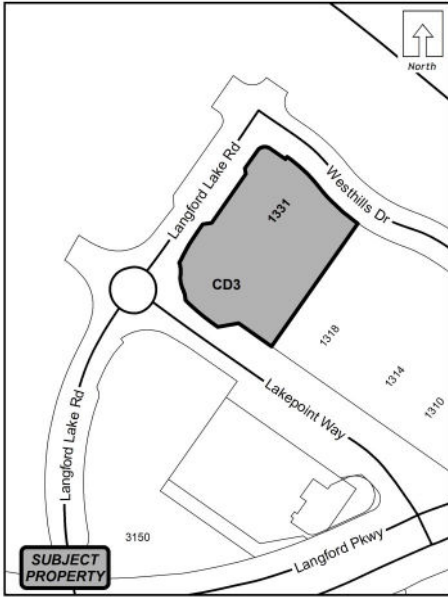 North
Langford Lake Rd
Westhills Dr
1331
CD3
1318
1314
1310
Lakepoint Way
Langford Lake Rd
3150
Langford Pkwy
SUBJECT
PROPERTY